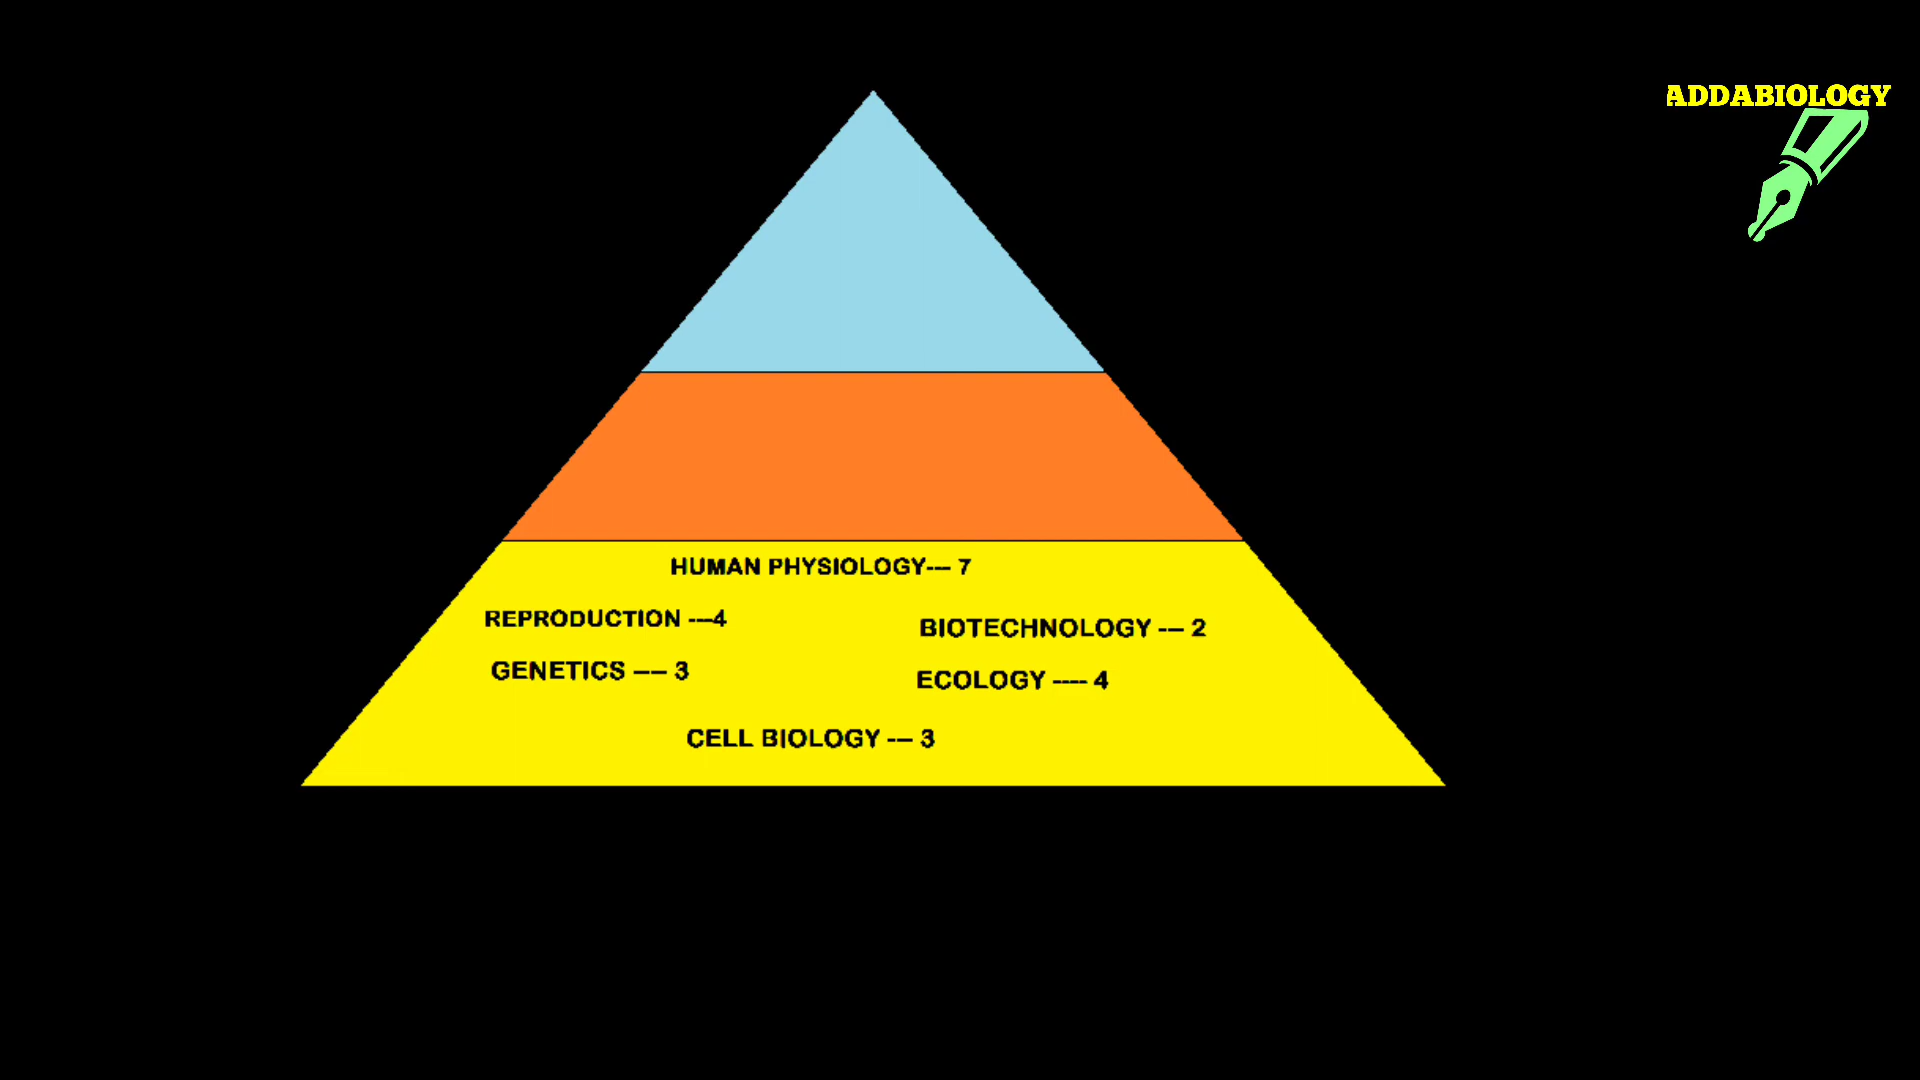 ADDABIOLOGY
HUMAN PHYSIOLOGY--- 7
REPRODUCTION ---4
BIOTECHNOLOGY --- 2
GENETICS ---- 3
ECOLOGY ---- 4
CELL BIOLOGY --- 3